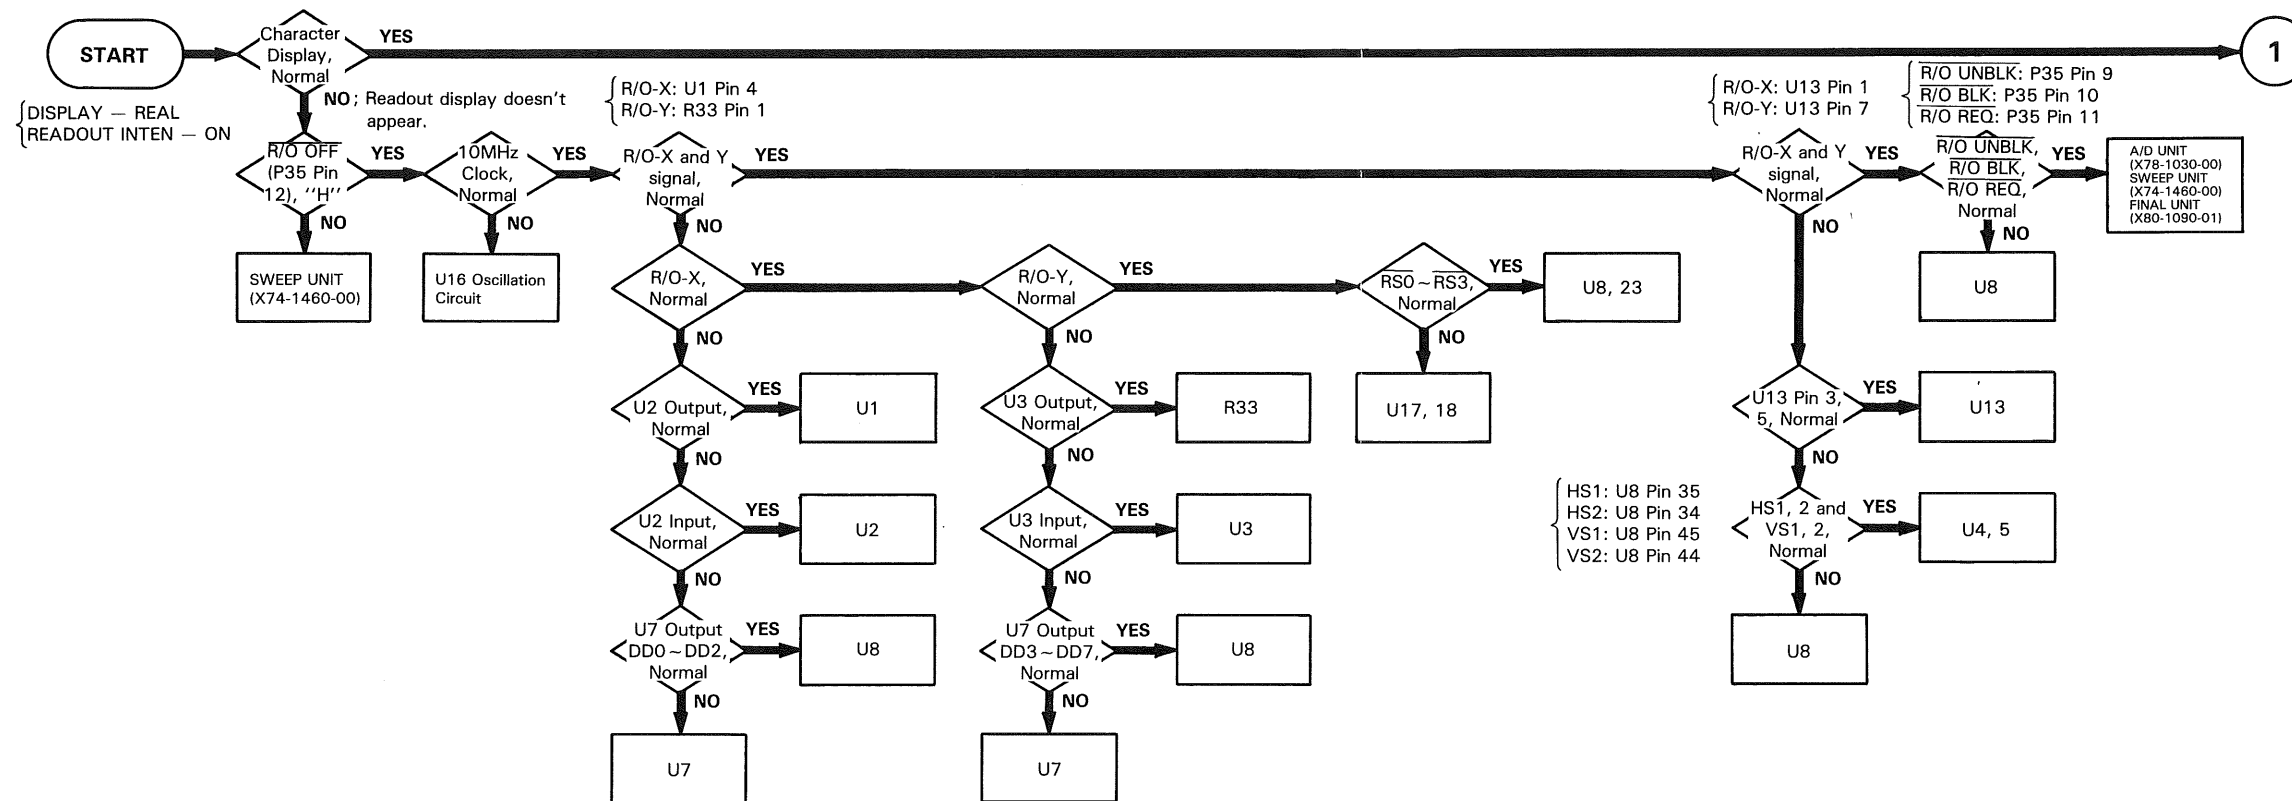 START
Character
Display,
Normal
YES
1
DISPLAY — REAL
READOUT INTEN — ON
NO; Readout display doesn't
appear.
R/O-X: U1 Pin 4
R/O-Y: R33 Pin 1
R/O-X: U13 Pin 1
R/O-Y: U13 Pin 7
R/O UNBLK: P35 Pin 9
R/O BLK: P35 Pin 10
R/O REQ: P35 Pin 11
R/O OFF
(P35 Pin
12), ''H''
YES
NO
10MHz
Clock,
Normal
YES
NO
R/O-X and Y
signal,
Normal
YES
NO
R/O-X and Y
signal,
Normal
YES
NO
R/O UNBLK,
R/O BLK,
R/O REQ,
Normal
YES
NO
A/D UNIT
(X78-1030-00)
SWEEP UNIT
(X74-1460-00)
FINAL UNIT
(X80-1090-01)
SWEEP UNIT
(X74-1460-00)
U16 Oscillation
Circuit
R/O-X,
Normal
YES
NO
R/O-Y,
Normal
YES
NO
RS0~RS3,
Normal
YES
NO
U8, 23
U8
U2 Output,
Normal
YES
NO
U1
U3 Output,
Normal
YES
NO
R33
U17, 18
U13 Pin 3,
5, Normal
YES
NO
U13
U2 Input,
Normal
YES
NO
U2
U3 Input,
Normal
YES
NO
U3
HS1: U8 Pin 35
HS2: U8 Pin 34
VS1: U8 Pin 45
VS2: U8 Pin 44
HS1, 2 and
VS1, 2,
Normal
YES
NO
U4, 5
U7 Output
DD0~DD2,
Normal
YES
NO
U8
U7 Output
DD3~DD7,
Normal
YES
NO
U8
U8
U7
U7